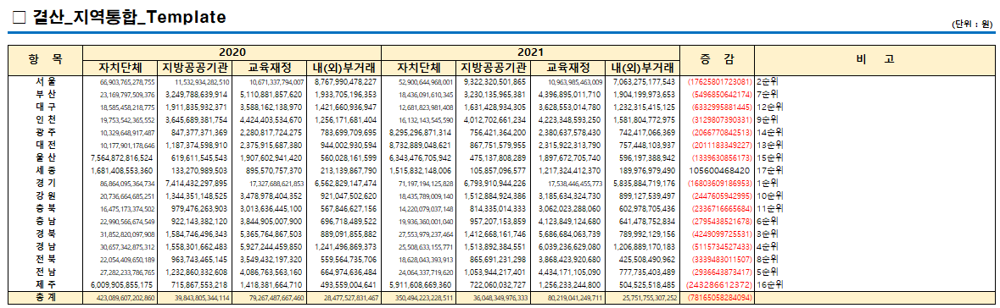 □ 결산_지역통합_Template
(단위 : 원)
항 목 2020 2021 증 감 비 고
자치단체 지방공공기관 교육재정 내(외)부거래 자치단체 지방공공기관 교육재정 내(외)부거래
서 울 66,903,765,278,755 11,532,934,282,510 10,671,337,794,007 8,767,990,478,227 52,900,644,968,001 9,322,320,501,865 10,963,985,463,009 7,063,275,177,543 (17625801723081) 2순위
부 산 23,169,797,509,376 3,249,788,639,914 5,110,881,857,620 1,933,705,196,353 18,436,091,610,345 3,230,135,965,381 4,396,895,011,710 1,904,199,973,653 (5496850642174) 7순위
대 구 18,585,458,218,775 1,911,835,932,371 3,588,162,138,970 1,421,660,936,947 12,681,823,981,408 1,631,428,934,305 3,628,553,014,780 1,232,315,415,125 (6332995881445) 12순위
인 천 19,753,542,365,552 3,645,689,381,754 4,424,403,534,670 1,256,171,681,404 16,132,143,545,590 4,012,702,661,234 4,223,348,593,250 1,581,804,772,975 (3129807390331) 9순위
광 주 10,329,648,917,487 847,377,371,369 2,280,817,724,275 783,699,709,695 8,295,296,871,314 756,421,364,200 2,380,637,578,430 742,417,066,369 (2066770842513) 14순위
대 전 10,177,901,178,646 1,187,374,598,910 2,375,915,687,380 944,002,930,594 8,732,889,048,621 867,751,579,955 2,315,922,313,790 757,448,103,937 (2011183349227) 13순위
울 산 7,564,872,816,524 619,611,545,543 1,907,602,941,420 560,028,161,599 6,343,476,705,942 475,137,808,289 1,897,672,705,740 596,197,388,942 (1339630856173) 15순위
세 종 1,681,408,553,360 133,270,989,503 895,570,757,370 213,139,867,790 1,515,832,148,006 105,857,096,577 1,217,324,412,370 189,976,979,490 105600468420 17순위
경 기 86,864,095,364,734 7,414,432,297,895 17,327,688,621,853 6,562,829,147,474 71,197,194,125,828 6,793,910,944,226 17,538,446,455,773 5,835,884,719,176 (16803609186953) 1순위
강 원 20,736,664,685,251 1,344,351,148,525 3,478,978,404,352 921,047,502,620 18,435,789,009,140 1,512,884,924,386 3,185,634,324,730 899,127,539,497 (2447605942995) 10순위
충 북 16,475,173,374,502 979,476,263,903 3,013,636,445,100 567,846,627,156 14,220,079,037,148 814,335,014,333 3,062,023,288,060 602,978,705,436 (2336716665684) 11순위
충 남 22,990,566,674,549 922,143,382,120 3,844,905,007,900 696,718,489,522 19,936,360,001,040 957,207,153,859 4,123,849,124,680 641,478,752,834 (2795438521678) 6순위
경 북 31,852,820,097,908 1,584,746,496,343 5,365,764,867,503 889,091,855,882 27,553,979,237,464 1,412,668,161,746 5,686,684,063,739 789,992,129,156 (4249099725531) 3순위
경 남 30,657,342,875,312 1,558,301,662,483 5,927,244,459,850 1,241,496,869,373 25,508,633,155,771 1,513,892,384,551 6,039,236,629,080 1,206,889,170,183 (5115734527433) 4순위
전 북 22,054,409,650,189 963,743,465,145 3,549,432,197,320 559,564,735,706 18,628,043,393,913 865,691,231,298 3,868,423,920,680 425,508,490,962 (3339483011507) 8순위
전 남 27,282,233,786,765 1,232,860,332,608 4,086,763,563,160 664,974,636,484 24,064,337,719,620 1,053,944,217,401 4,434,171,105,090 777,735,403,489 (2936643873417) 5순위
제 주 6,009,905,855,175 715,867,553,218 1,418,381,664,710 493,559,004,641 5,911,608,669,360 722,060,032,727 1,256,233,244,800 504,525,518,485 (243286612372) 16순위
총 계 423,089,607,202,860 39,843,805,344,114 79,267,487,667,460 28,477,527,831,467 350,494,223,228,511 36,048,349,976,333 80,219,041,249,711 25,751,755,307,252 (78165058284094)